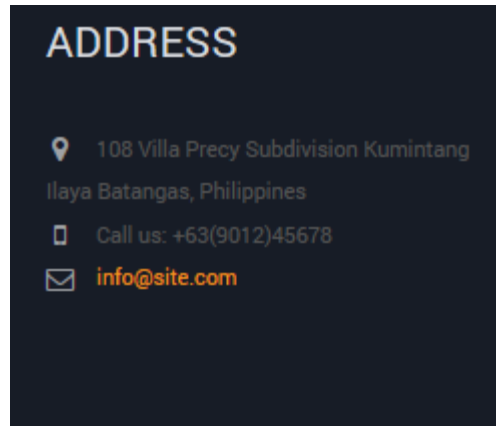 ADDRESS
108 Villa Precy Subdivision Kumintang
Ilaya Batangas, Philippines
Call us: +63(9012)45678
info@site.com